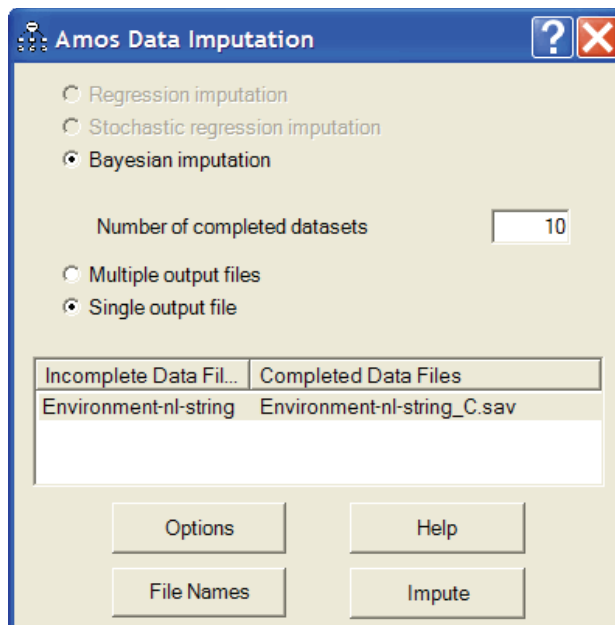 Amos Data Imputation
Regression imputation
Stochastic regression imputation
Bayesian imputation
Number of completed datasets 10
Multiple output files
Single output file
Incomplete Data Fil... Completed Data Files
Environment-nl-string Environment-nl-string_C.sav
Options Help
File Names Impute